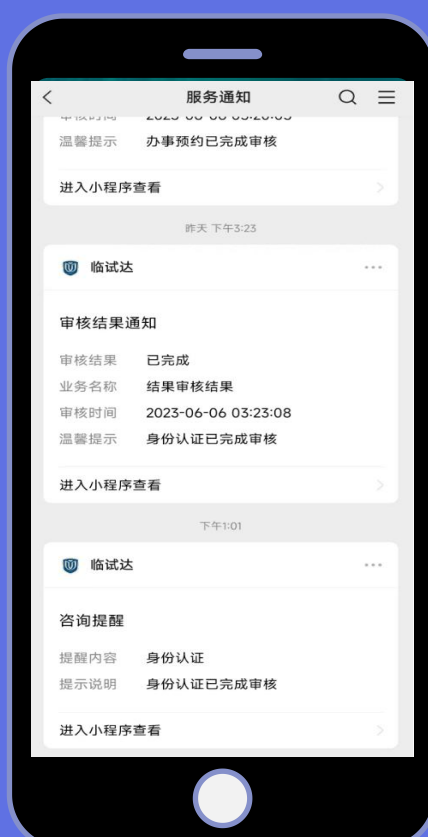 服务通知
温馨提示 办事预约已完成审核
进入小程序查看
昨天 下午3:23
临试达
审核结果通知
审核结果 已完成
业务名称 结果审核结果
审核时间 2023-06-06 03:23:08
温馨提示 身份认证已完成审核
进入小程序查看
下午1:01
临试达
咨询提醒
提醒内容 身份认证
提示说明 身份认证已完成审核
进入小程序查看